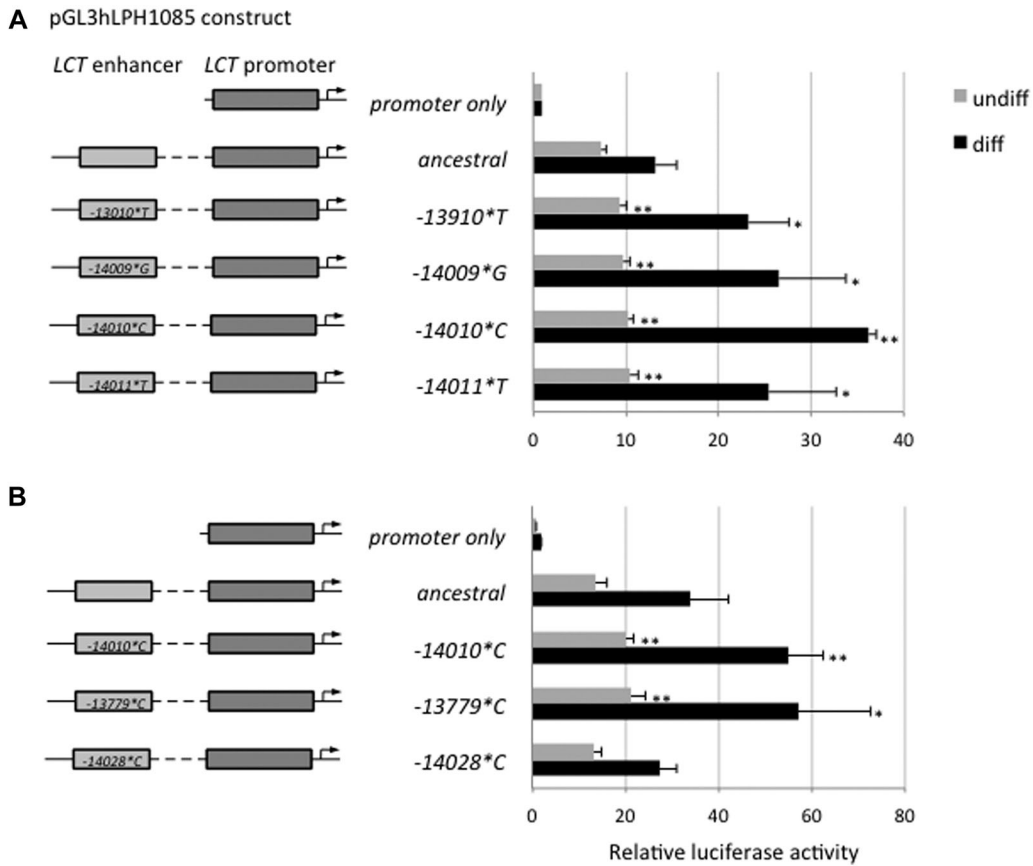 A pGL3hLPH1085 construct
LCT enhancer LCT promoter
promoter only
ancestral
-13010*T -13910*T ** *
-14009*G -14009*G ** *
-14010*C -14010*C ** **
-14011*T -14011*T ** *
undiff
diff
0 10 20 30 40
B
promoter only
ancestral
-14010*C -14010*C ** **
-13779*C -13779*C ** *
-14028*C -14028*C
0 20 40 60 80
Relative luciferase activity